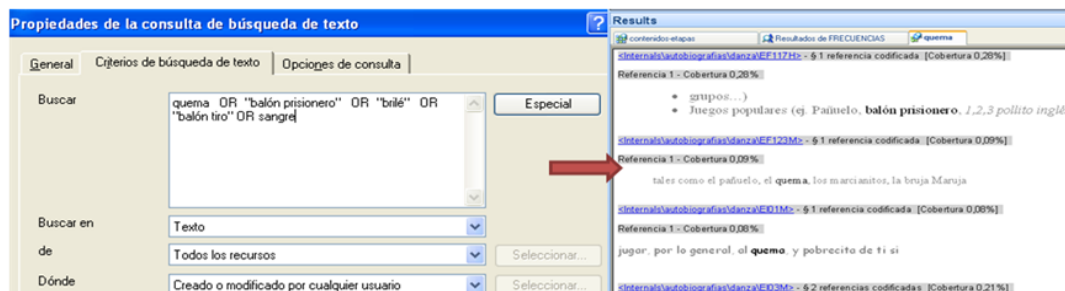 Propiedades de la consulta de búsqueda de texto
?
General
Criterios de búsqueda de texto
Opciones de consulta
Buscar
quema OR "balón prisionero" OR "brilé" OR
"balón tiro" OR sangre
Especial
Buscar en
Texto
de
Todos los recursos
Seleccionar...
Dónde
Creado o modificado por cualquier usuario
Seleccionar...
Results
contenidos-etapas
Resultados de FRECUENCIAS
quema
<Internals\autobiografias\danza\EF117H> - § 1 referencia codificada [Cobertura 0,28%]
Referencia 1 - Cobertura 0,28%
• grupos...)
• Juegos populares (ej. Pañuelo, balón prisionero, 1,2,3 pollito inglé
<Internals\autobiografias\danza\EF123M> - § 1 referencia codificada [Cobertura 0,09%]
Referencia 1 - Cobertura 0,09%
tales como el pañuelo, el quema, los marcianitos, la bruja Maruja
<Internals\autobiografias\danza\EI01M> - § 1 referencia codificada [Cobertura 0,08%]
Referencia 1 - Cobertura 0,08%
jugar, por lo general, al quema, y pobrecita de ti si
<Internals\autobiografias\danza\EI03M> - § 2 referencias codificadas [Cobertura 0,21%]